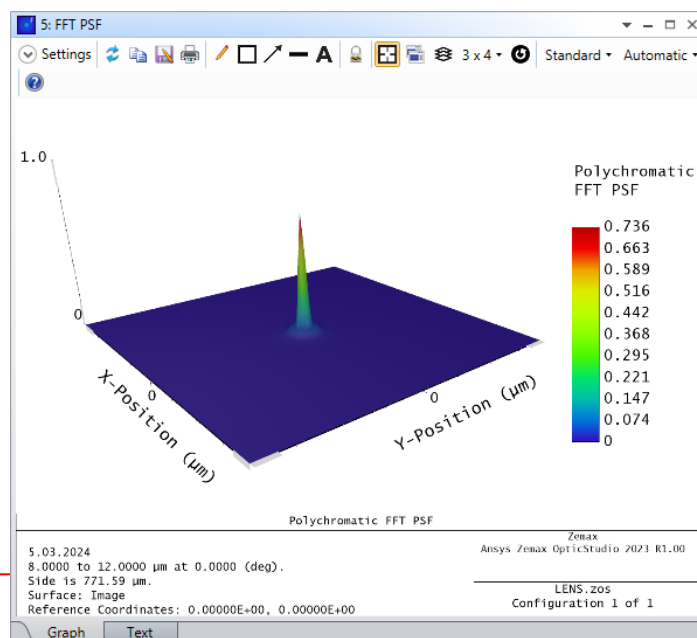 5: FFT PSF
Settings A 3 x 4 Standard Automatic
?
1.0
Polychromatic
FFT PSF
0.736
0.663
0.589
0.516
0.442
0.368
0.295
0.221
0.147
0.074
0
0
0
0
X-Position (µm)
Y-Position (µm)
Polychromatic FFT PSF
5.03.2024
8.0000 to 12.0000 µm at 0.0000 (deg).
Side is 771.59 µm.
Surface: Image
Reference Coordinates: 0.00000E+00, 0.00000E+00
Zemax
Ansys Zemax OpticStudio 2023 R1.00
LENS.zos
Configuration 1 of 1
Graph Text